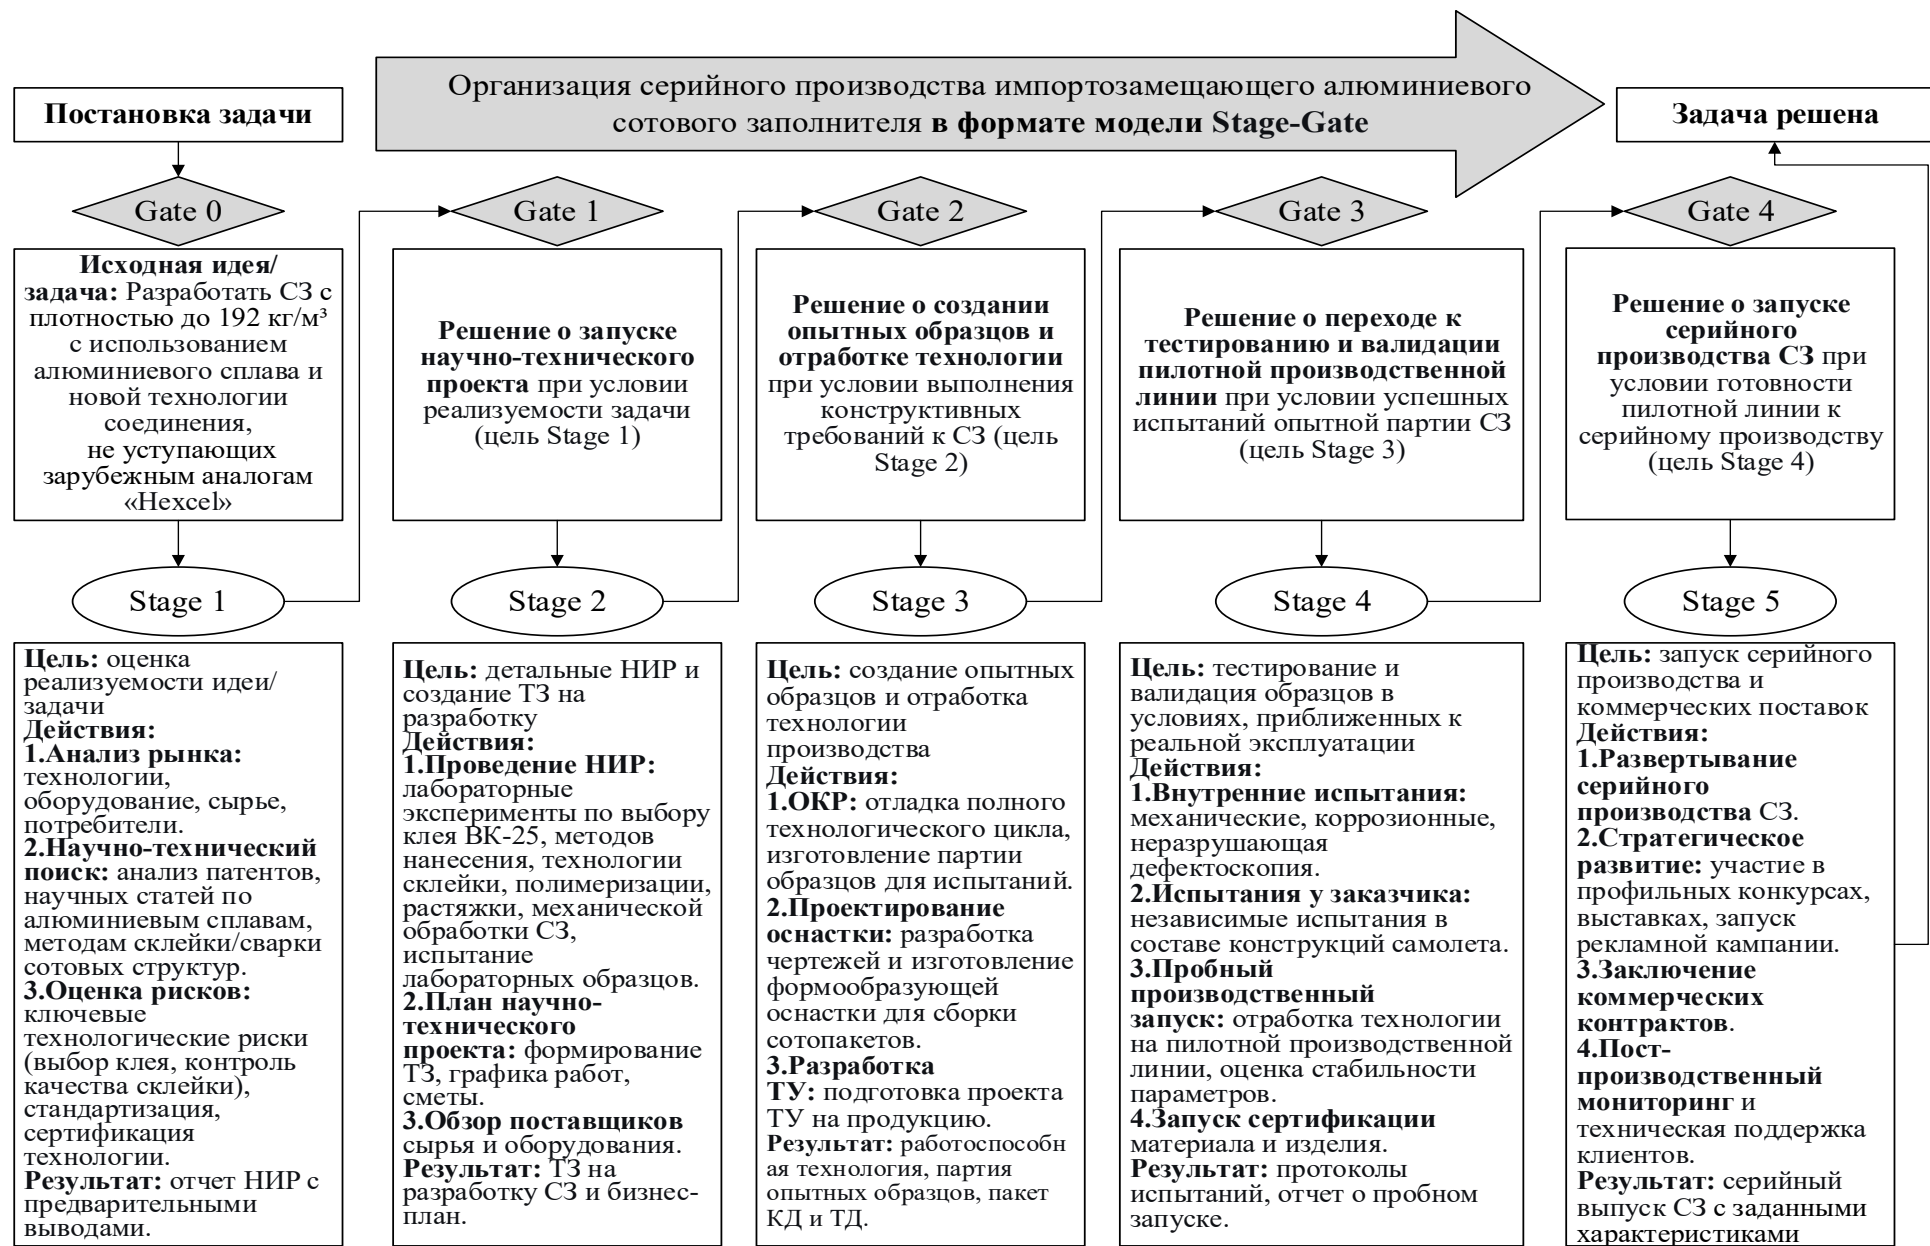 Постановка задачи
Организация серийного производства импортозамещающего алюминиевого
сотового заполнителя в формате модели Stage-Gate
Задача решена
Gate 0
Gate 1
Gate 2
Gate 3
Gate 4
Исходная идея/
задача: Разработать СЗ с
плотностью до 192 кг/м³
с использованием
алюминиевого сплава и
новой технологии
соединения,
не уступающих
зарубежным аналогам
«Hexcel»
Решение о запуске
научно-технического
проекта при условии
реализуемости задачи
(цель Stage 1)
Решение о создании
опытных образцов и
отработке технологии
при условии выполнения
конструктивных
требований к СЗ (цель
Stage 2)
Решение о переходе к
тестированию и валидации
пилотной производственной
линии при условии успешных
испытаний опытной партии СЗ
(цель Stage 3)
Решение о запуске
серийного
производства СЗ при
условии готовности
пилотной линии к
серийному производству
(цель Stage 4)
Stage 1
Stage 2
Stage 3
Stage 4
Stage 5
Цель: оценка
реализуемости идеи/
задачи
Действия:
1.Анализ рынка:
технологии,
оборудование, сырье,
потребители.
2.Научно-технический
поиск: анализ патентов,
научных статей по
алюминиевым сплавам,
методам склейки/сварки
сотовых структур.
3.Оценка рисков:
ключевые
технологические риски
(выбор клея, контроль
качества склейки),
стандартизация,
сертификация
технологии.
Результат: отчет НИР с
предварительными
выводами.
Цель: детальные НИР и
создание ТЗ на
разработку
Действия:
1.Проведение НИР:
лабораторные
эксперименты по выбору
клея ВК-25, методов
нанесения, технологии
склейки, полимеризации,
растяжки, механической
обработки СЗ,
испытание
лабораторных образцов.
2.План научно-
технического
проекта: формирование
ТЗ, графика работ,
сметы.
3.Обзор поставщиков
сырья и оборудования.
Результат: ТЗ на
разработку СЗ и бизнес-
план.
Цель: создание опытных
образцов и отработка
технологии
производства
Действия:
1.ОКР: отладка полного
технологического цикла,
изготовление партии
образцов для испытаний.
2.Проектирование
оснастки: разработка
чертежей и изготовление
формообразующей
оснастки для сборки
сотопакетов.
3.Разработка
ТУ: подготовка проекта
ТУ на продукцию.
Результат: работоспособн
ая технология, партия
опытных образцов, пакет
КД и ТД.
Цель: тестирование и
валидация образцов в
условиях, приближенных к
реальной эксплуатации
Действия:
1.Внутренние испытания:
механические, коррозионные,
неразрушающая
дефектоскопия.
2.Испытания у заказчика:
независимые испытания в
составе конструкций самолета.
3.Пробный
производственный
запуск: отработка технологии
на пилотной производственной
линии, оценка стабильности
параметров.
4.Запуск сертификации
материала и изделия.
Результат: протоколы
испытаний, отчет о пробном
запуске.
Цель: запуск серийного
производства и
коммерческих поставок
Действия:
1.Развертывание
серийного
производства СЗ.
2.Стратегическое
развитие: участие в
профильных конкурсах,
выставках, запуск
рекламной кампании.
3.Заключение
коммерческих
контрактов.
4.Пост-
производственный
мониторинг и
техническая поддержка
клиентов.
Результат: серийный
выпуск СЗ с заданными
характеристиками